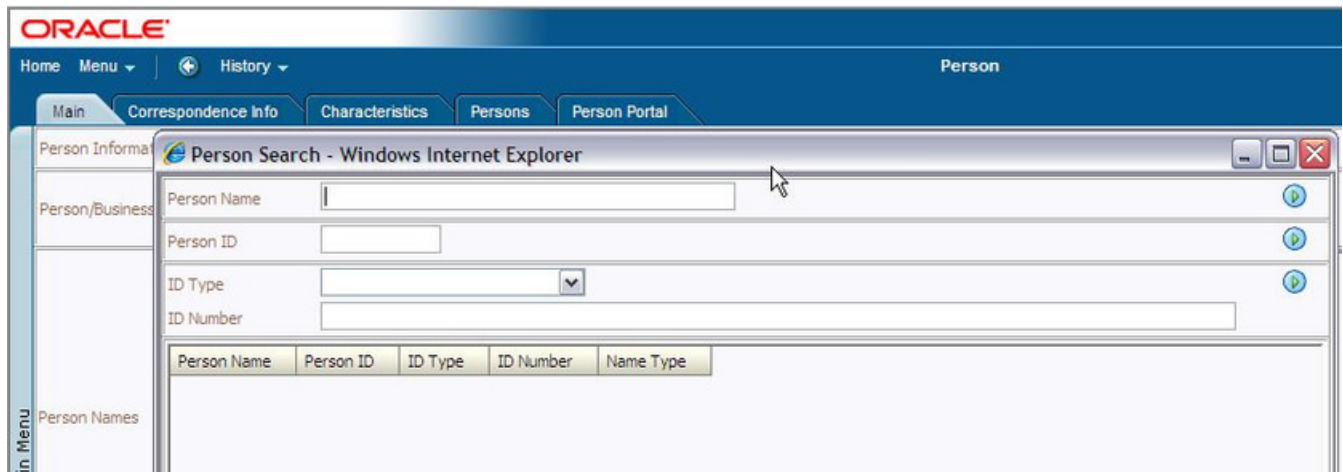 ORACLE
Home Menu History Person
Main Correspondence Info Characteristics Persons Person Portal
Person Informat
Person Search - Windows Internet Explorer
Person/Business
Person Name
Person ID
ID Type
ID Number
Person Name Person ID ID Type ID Number Name Type
Person Names
in Menu